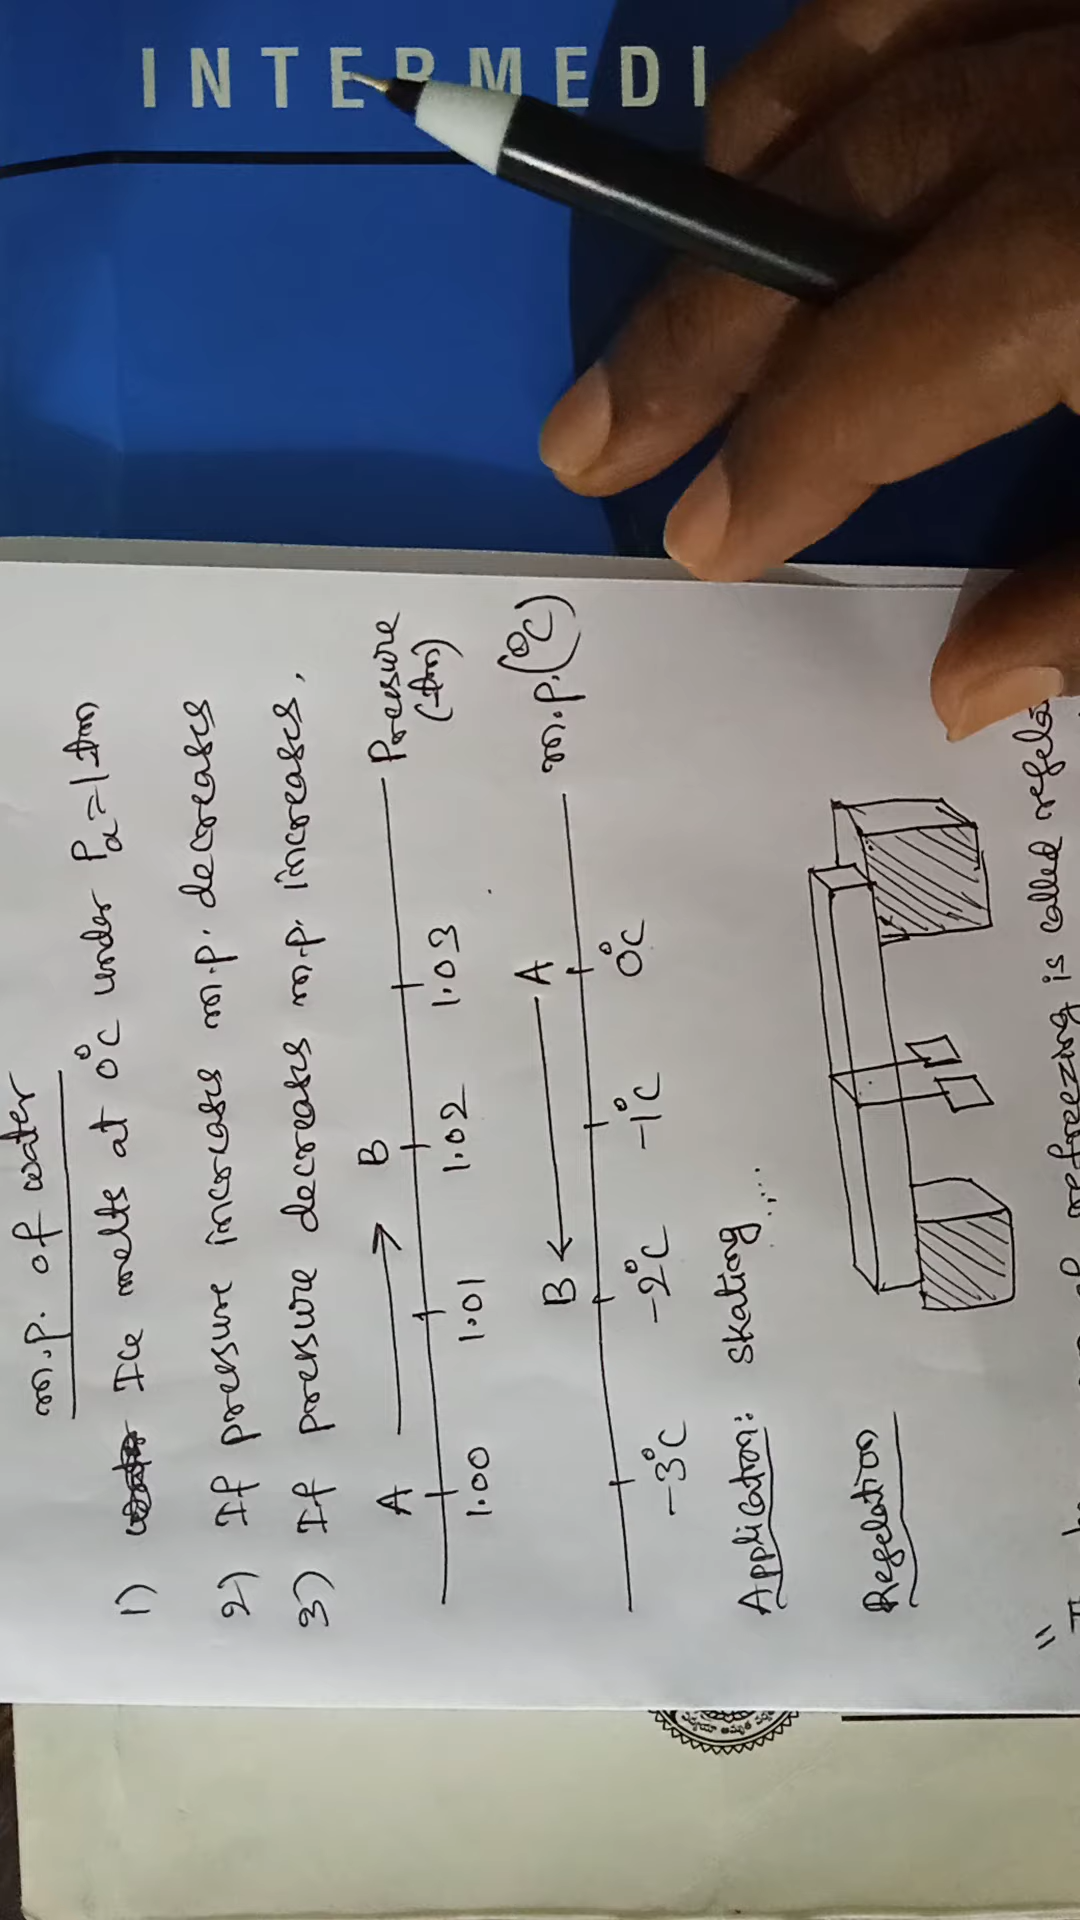 INTERMEDI
m.p. of water
1) Ice melts at 0°C under Pa = 1 atm
2) If pressure increases m.p. decreases
3) If pressure decreases m.p. increases.
A B Pressure
1.00 1.01 1.02 1.03 (atm)
B A m.p. (°C)
-3°C -2°C -1°C 0°C
Application: Skating .....
Regelation
refreezing is called